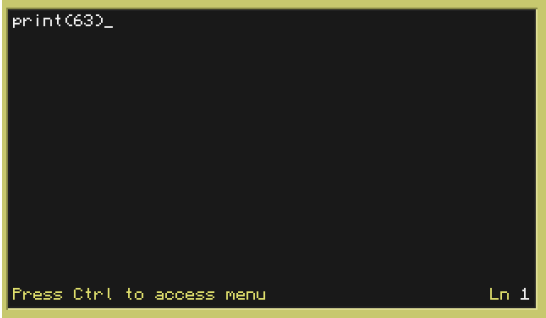 print(63)_
Press Ctrl to access menu
Ln 1